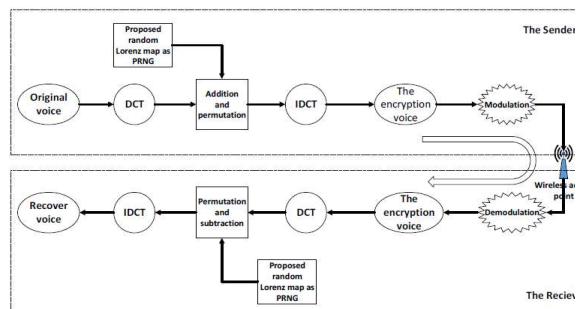 Proposed
random
Lorenz map as
PRNG
The Sender
Original
voice
DCT
Addition
and
permutation
IDCT
The
encryption
voice
Modulation
Wireless ac
point
Recover
voice
IDCT
Permutation
and
subtraction
DCT
The
encryption
voice
Demodulation
Proposed
random
Lorenz map as
PRNG
The Reciev